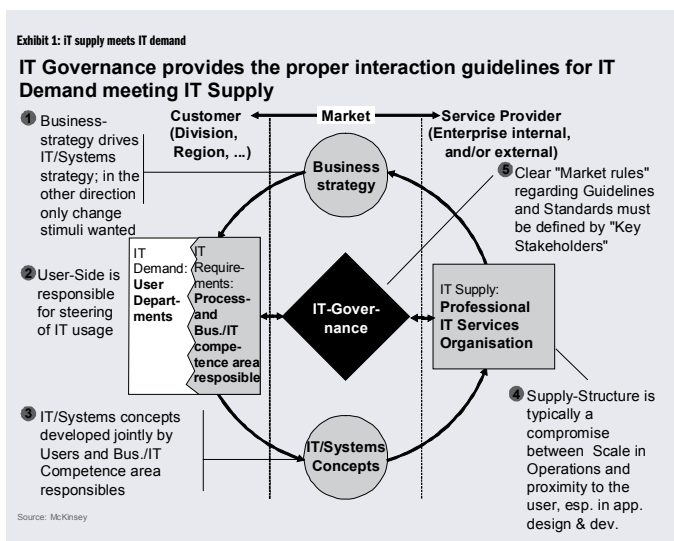 Exhibit 1: iT supply meets IT demand
IT Governance provides the proper interaction guidelines for IT
Demand meeting IT Supply
1 Business-
strategy drives
IT/Systems
strategy; in the
other direction
only change
stimuli wanted
Customer
(Division,
Region, ...)
Market
Service Provider
(Enterprise internal,
and/or external)
Business
strategy
5 Clear "Market rules"
regarding Guidelines
and Standards must
be defined by "Key
Stakeholders"
2 User-Side is
responsible
for steering
of IT usage
IT
Demand:
User
Depart-
ments
IT
Require-
ments:
Process-
and
Bus./IT
compe-
tence area
resposible
IT-Gover-
nance
IT Supply:
Professional
IT Services
Organisation
3 IT/Systems concepts
developed jointly by
Users and Bus./IT
Competence area
responsibles
IT/Systems
Concepts
4 Supply-Structure is
typically a
compromise
between Scale in
Operations and
proximity to the
user, esp. in app.
design & dev.
Source: McKinsey